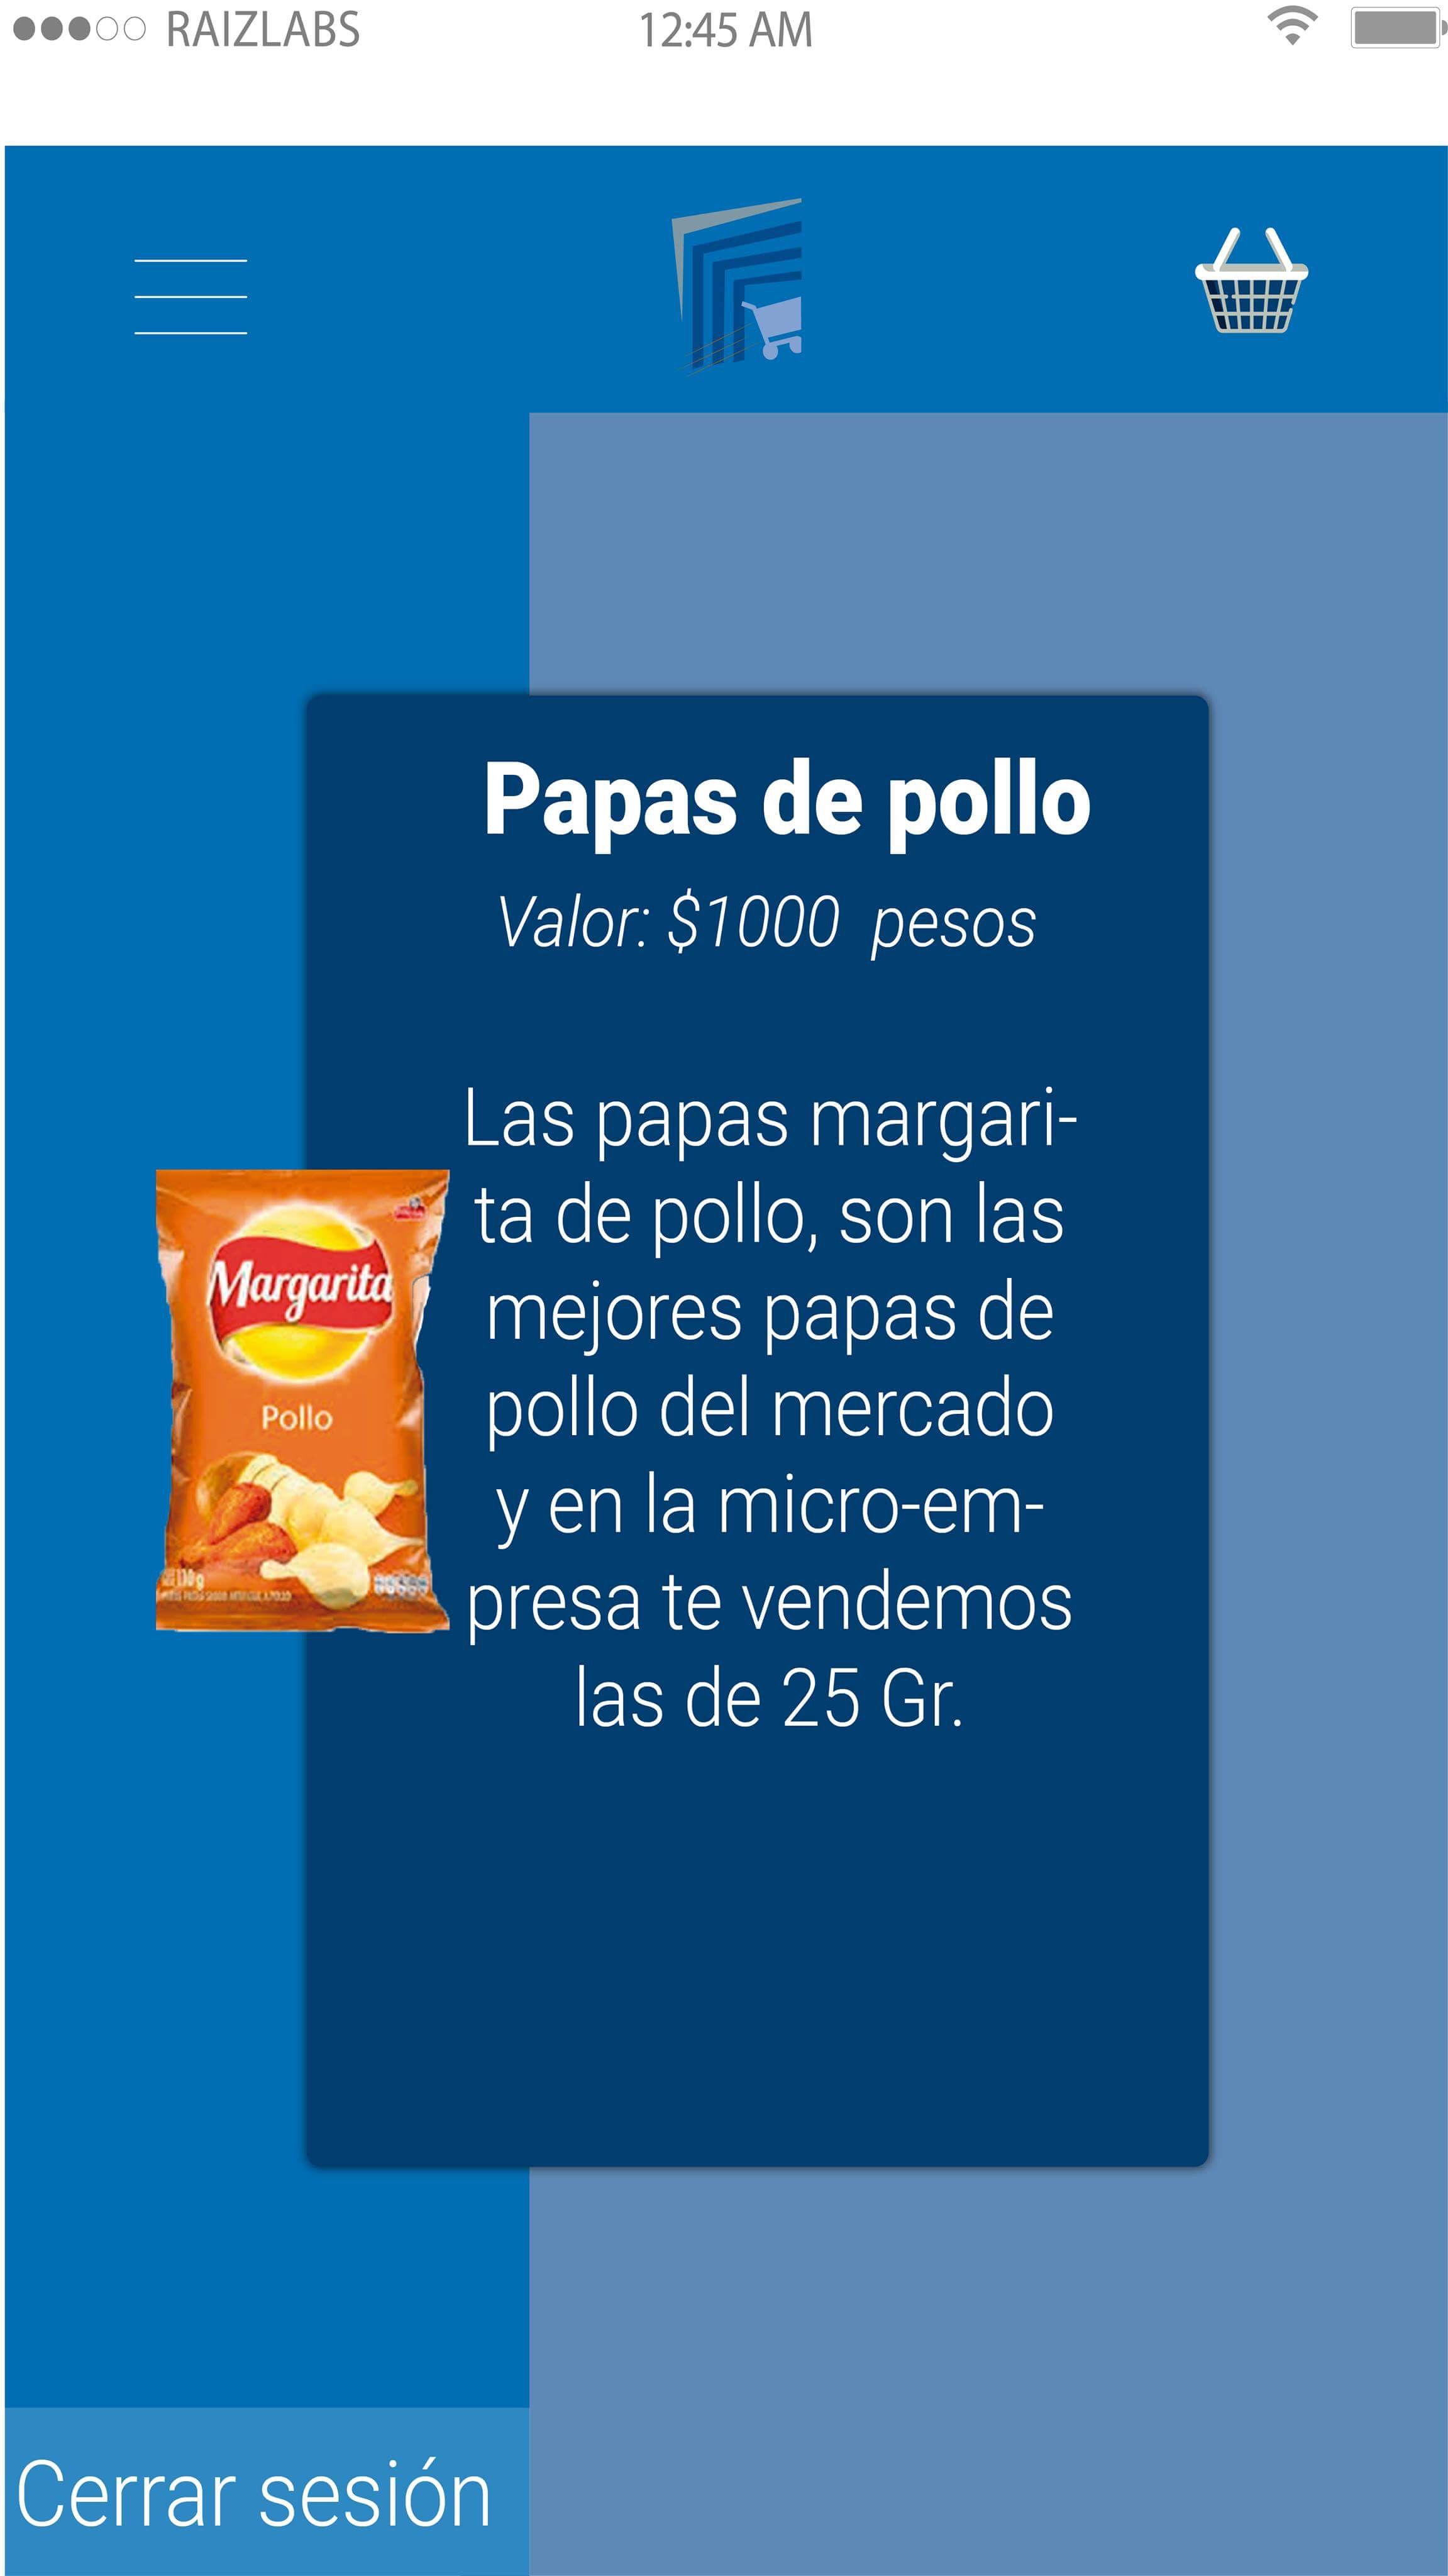 RAIZLABS 12:45 AM
Papas de pollo
Valor: $1000 pesos
Las papas margari-
ta de pollo, son las
mejores papas de
pollo del mercado
y en la micro-em-
presa te vendemos
las de 25 Gr.
Margarita
Pollo
110g
Cerrar sesión